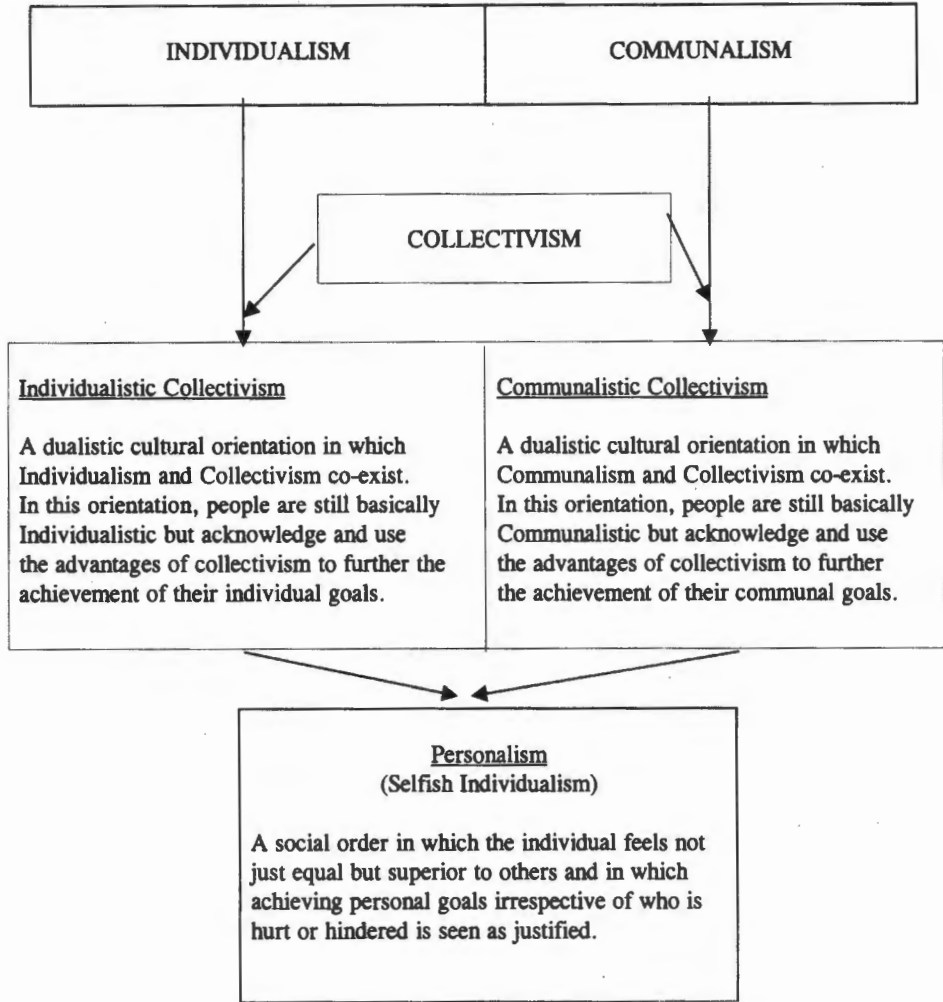 INDIVIDUALISM
COMMUNALISM
COLLECTIVISM
Individualistic Collectivism
A dualistic cultural orientation in which
Individualism and Collectivism co-exist.
In this orientation, people are still basically
Individualistic but acknowledge and use
the advantages of collectivism to further the
achievement of their individual goals.
Communalistic Collectivism
A dualistic cultural orientation in which
Communalism and Collectivism co-exist.
In this orientation, people are still basically
Communalistic but acknowledge and use
the advantages of collectivism to further
the achievement of their communal goals.
Personalism
(Selfish Individualism)
A social order in which the individual feels not
just equal but superior to others and in which
achieving personal goals irrespective of who is
hurt or hindered is seen as justified.